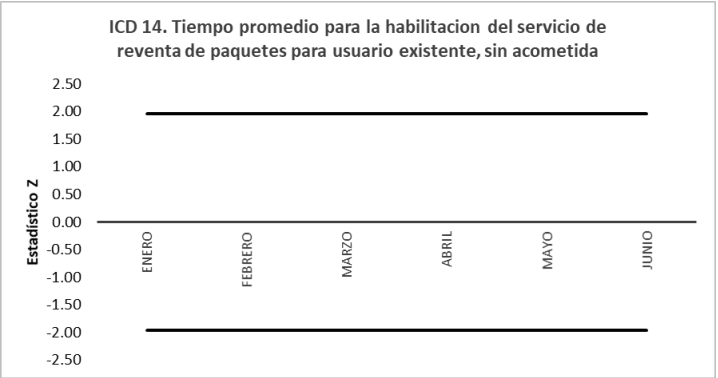 ICD 14. Tiempo promedio para la habilitacion del servicio de
reventa de paquetes para usuario existente, sin acometida
2.50
2.00
1.50
1.00
0.50
0.00
-0.50
-1.00
-1.50
-2.00
-2.50
Estadístico Z
ENERO
FEBRERO
MARZO
ABRIL
MAYO
JUNIO